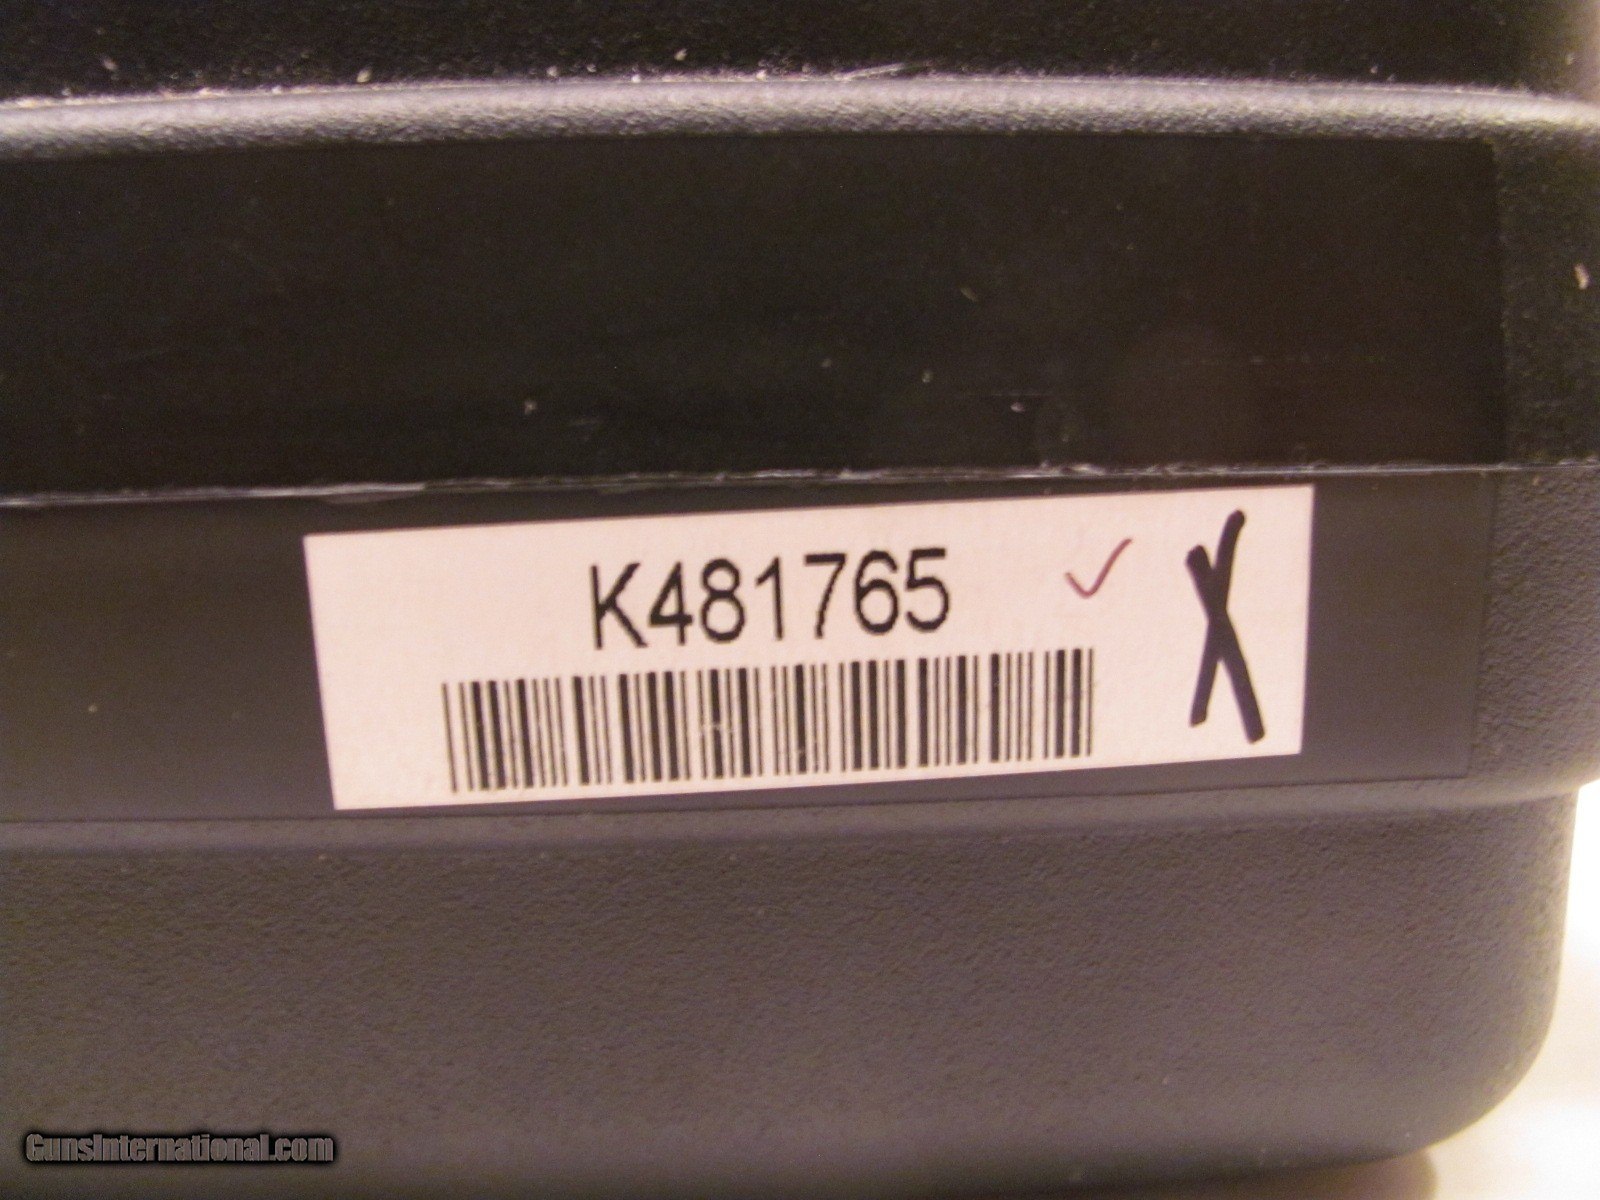 K481765 ✓ X
GunsInternational.com